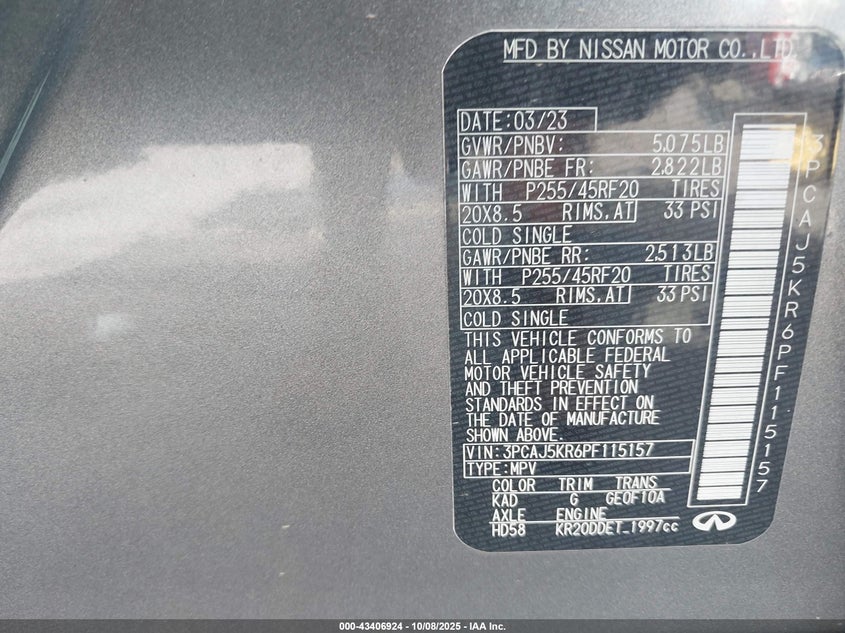 MFD BY NISSAN MOTOR CO.,LTD.
DATE:03/23
GVWR/PNBV: 5.075LB
GAWR/PNBE FR: 2.822LB
WITH P255/45RF20 TIRES
20X8.5 RIMS,AT 33 PSI
COLD SINGLE
GAWR/PNBE RR: 2.513LB
WITH P255/45RF20 TIRES
20X8.5 RIMS,AT 33 PSI
COLD SINGLE
THIS VEHICLE CONFORMS TO
ALL APPLICABLE FEDERAL
MOTOR VEHICLE SAFETY
AND THEFT PREVENTION
STANDARDS IN EFFECT ON
THE DATE OF MANUFACTURE
SHOWN ABOVE.
VIN:3PCAJ5KR6PF115157
TYPE:MPV
COLOR TRIM TRANS
KAD G GE0F10A
AXLE ENGINE
HD58 KR20DDET_1997cc
3PCAJ5KR6PF115157
000-43406924 - 10/08/2025 - IAA Inc.